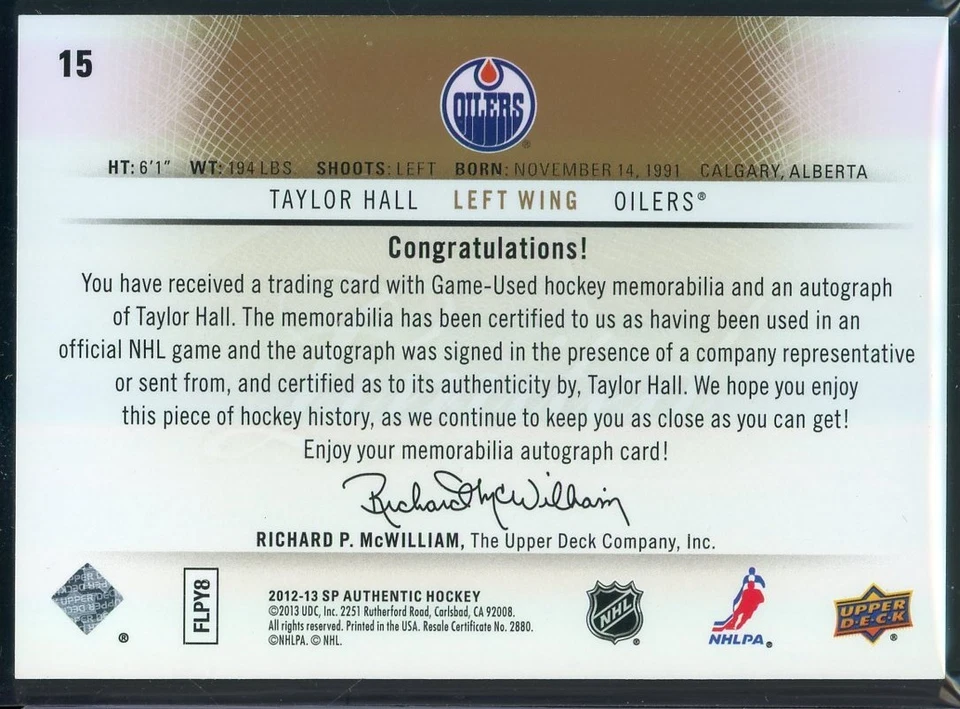 15
OILERS
HT: 6'1" WT: 194 LBS. SHOOTS: LEFT BORN: NOVEMBER 14, 1991 CALGARY, ALBERTA
TAYLOR HALL LEFT WING OILERS®
Congratulations!
You have received a trading card with Game-Used hockey memorabilia and an autograph
of Taylor Hall. The memorabilia has been certified to us as having been used in an
official NHL game and the autograph was signed in the presence of a company representative
or sent from, and certified as to its authenticity by, Taylor Hall. We hope you enjoy
this piece of hockey history, as we continue to keep you as close as you can get!
Enjoy your memorabilia autograph card!
Richard McWilliam
RICHARD P. McWILLIAM, The Upper Deck Company, Inc.
UPPER DECK
®
FLPY8
2012-13 SP AUTHENTIC HOCKEY
©2013 UDC, Inc. 2251 Rutherford Road, Carlsbad, CA 92008.
All rights reserved. Printed in the USA. Resale Certificate No. 2880.
©NHLPA. © NHL.
NHL
®
NHLPA®
UPPER
D·E·C·K
®